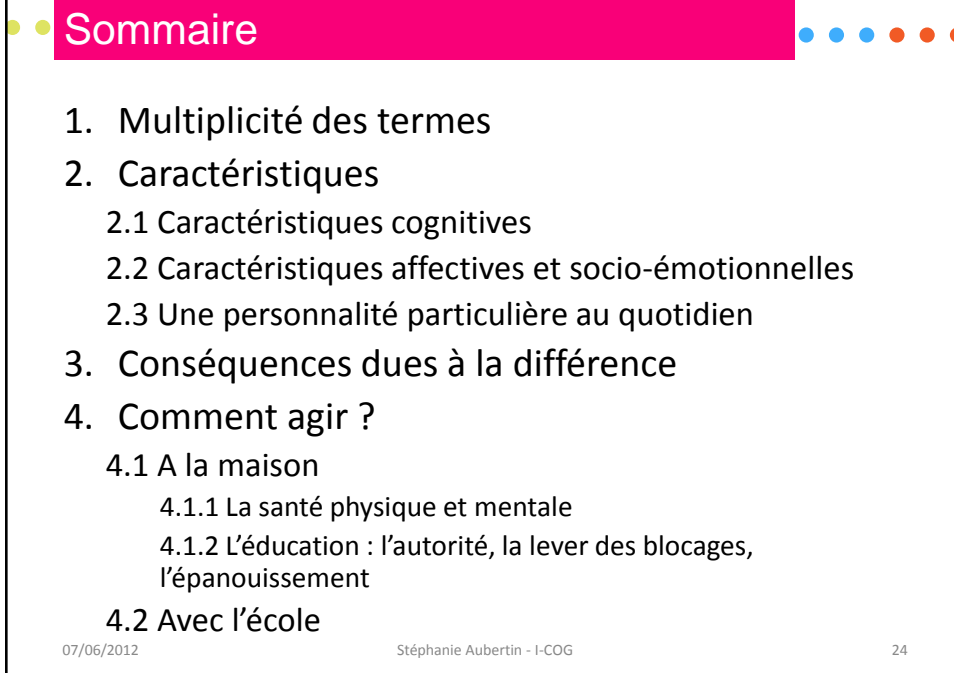 Sommaire
1. Multiplicité des termes
2. Caractéristiques
2.1 Caractéristiques cognitives
2.2 Caractéristiques affectives et socio-émotionnelles
2.3 Une personnalité particulière au quotidien
3. Conséquences dues à la différence
4. Comment agir ?
4.1 A la maison
4.1.1 La santé physique et mentale
4.1.2 L’éducation : l’autorité, la lever des blocages,
l’épanouissement
4.2 Avec l’école
07/06/2012 Stéphanie Aubertin - I-COG 24